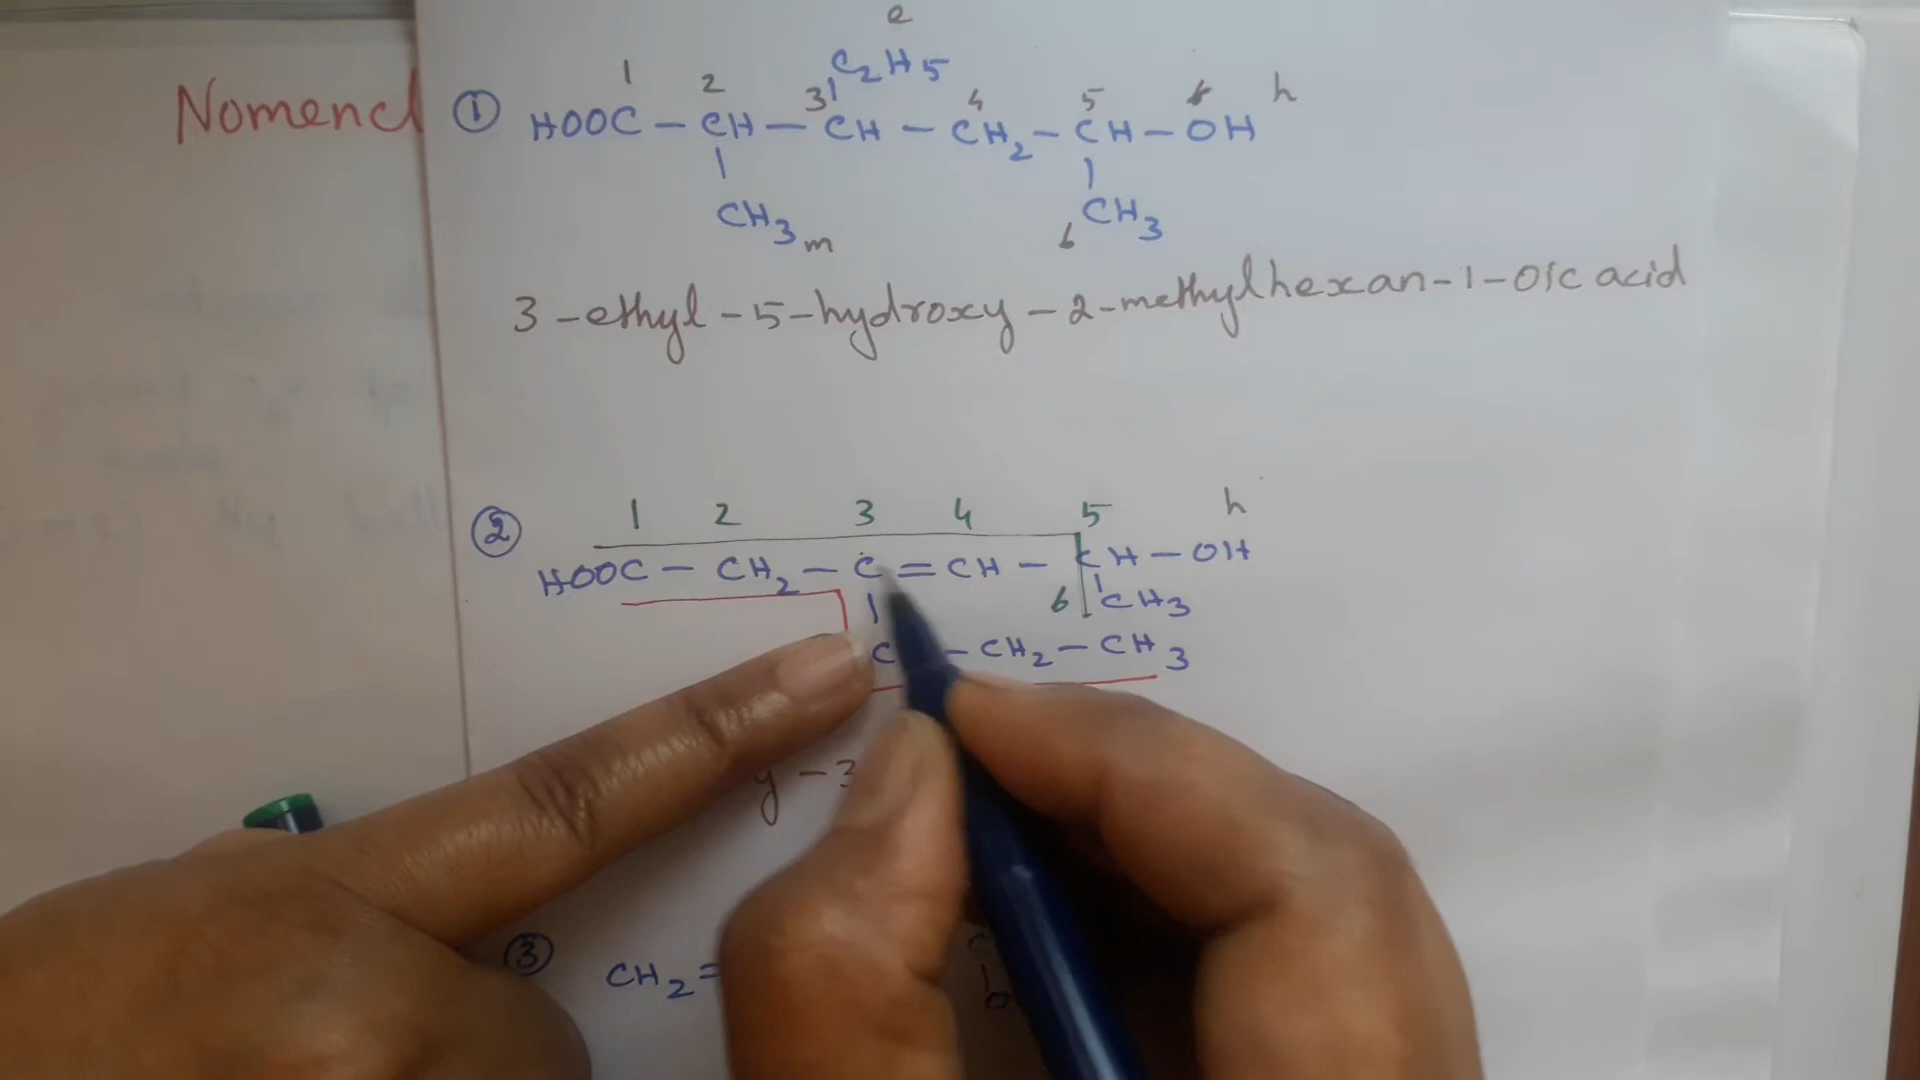 Nomencl
e
C2H5
1 2 3 4 5 6 h
① HOOC — CH — CH — CH2 — CH — OH
CH3 m 6 CH3
3-ethyl-5-hydroxy-2-methylhexan-1-oic acid
1 2 3 4 5 h
② HOOC — CH2 — C = CH — CH — OH
6 CH3
C — CH2 — CH3
y-3
③ CH2=